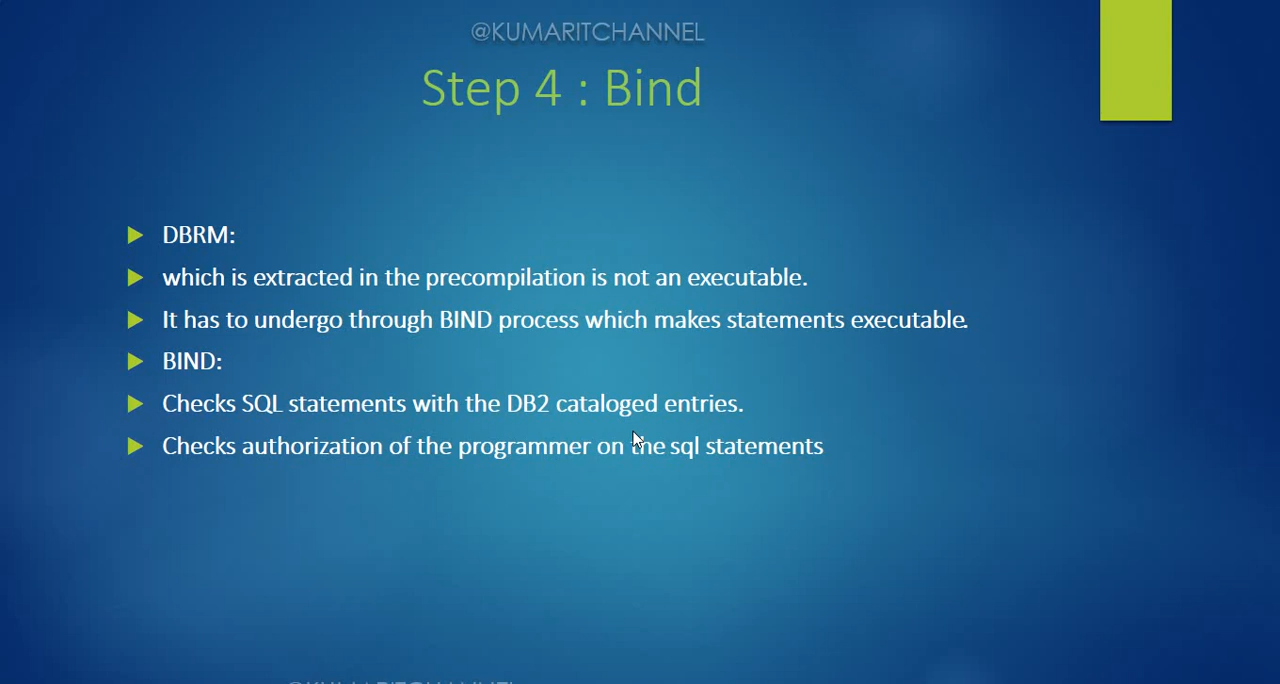 @KUMARITCHANNEL
Step 4 : Bind
DBRM:
which is extracted in the precompilation is not an executable.
It has to undergo through BIND process which makes statements executable.
BIND:
Checks SQL statements with the DB2 cataloged entries.
Checks authorization of the programmer on the sql statements
@KUMARITCHANNEL